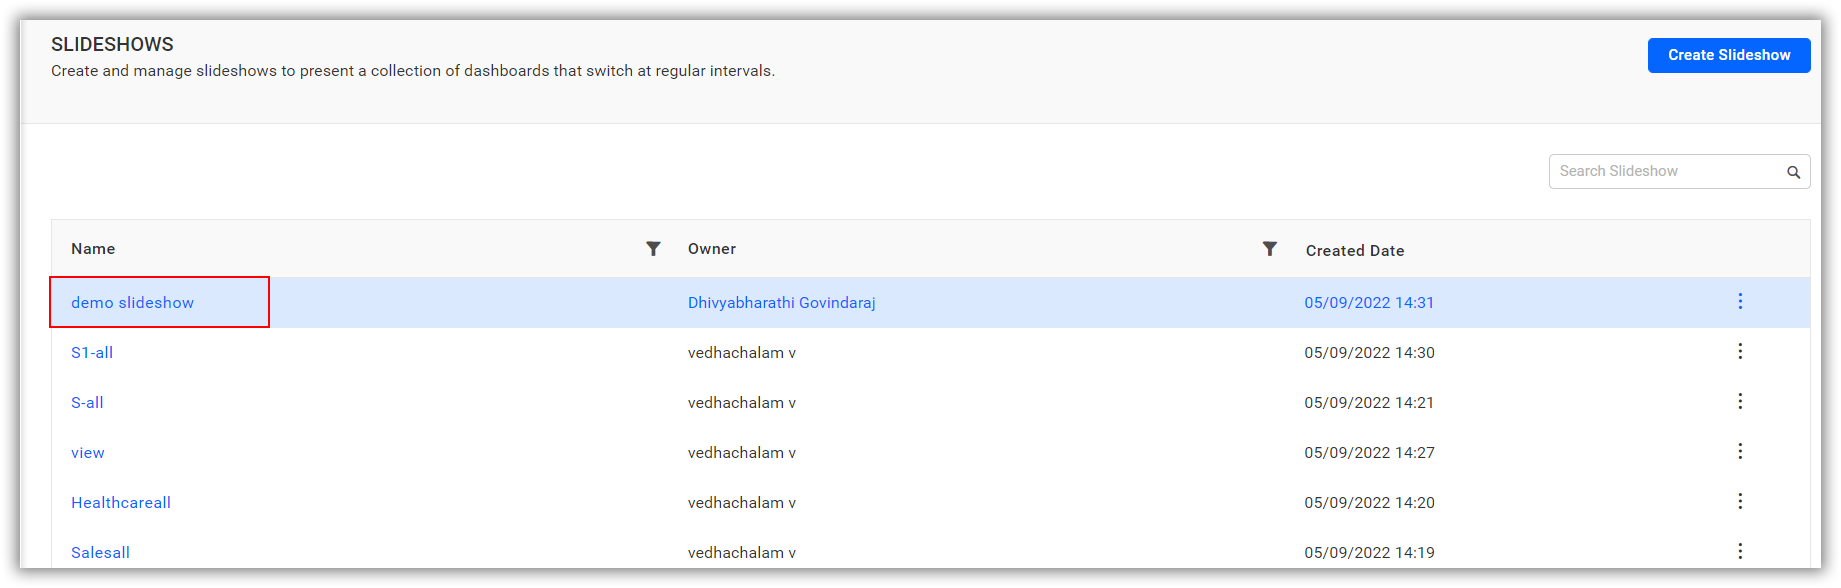 SLIDESHOWS
Create and manage slideshows to present a collection of dashboards that switch at regular intervals.
Create Slideshow
Search Slideshow
Name Owner Created Date
demo slideshow Dhivyabharathi Govindaraj 05/09/2022 14:31
S1-all vedhachalam v 05/09/2022 14:30
S-all vedhachalam v 05/09/2022 14:21
view vedhachalam v 05/09/2022 14:27
Healthcareall vedhachalam v 05/09/2022 14:20
Salesall vedhachalam v 05/09/2022 14:19